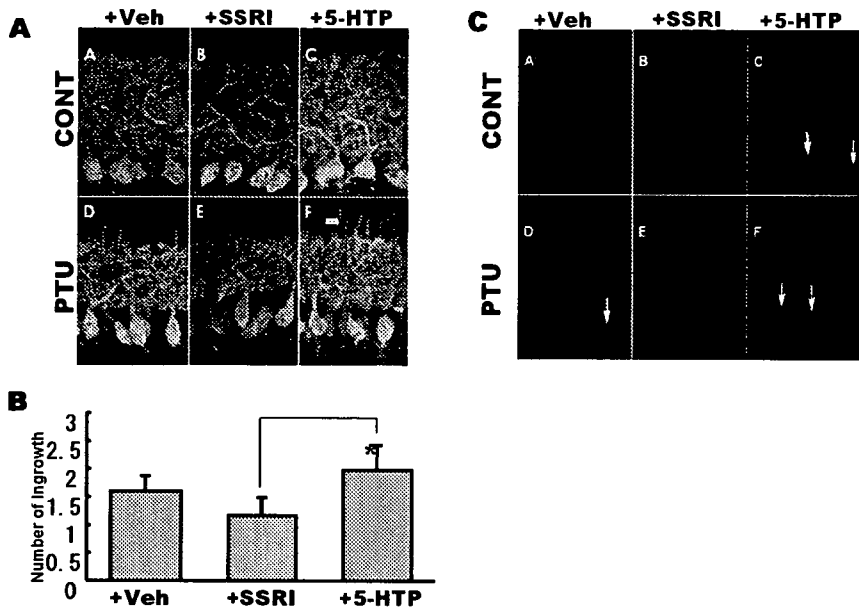 A
+Veh +SSRI +5-HTP
CONT
A B C
PTU
D E F
B
Number of Ingrowth
3
2.5
2
1.5
1
0.5
0
*
+Veh +SSRI +5-HTP
C
+Veh +SSRI +5-HTP
CONT
A B C
PTU
D E F